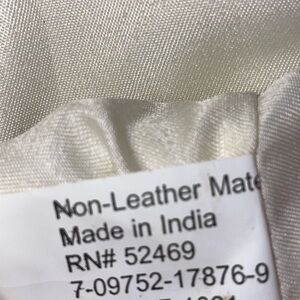 Non-Leather Mate
Made in India
RN# 52469
7-09752-17876-9